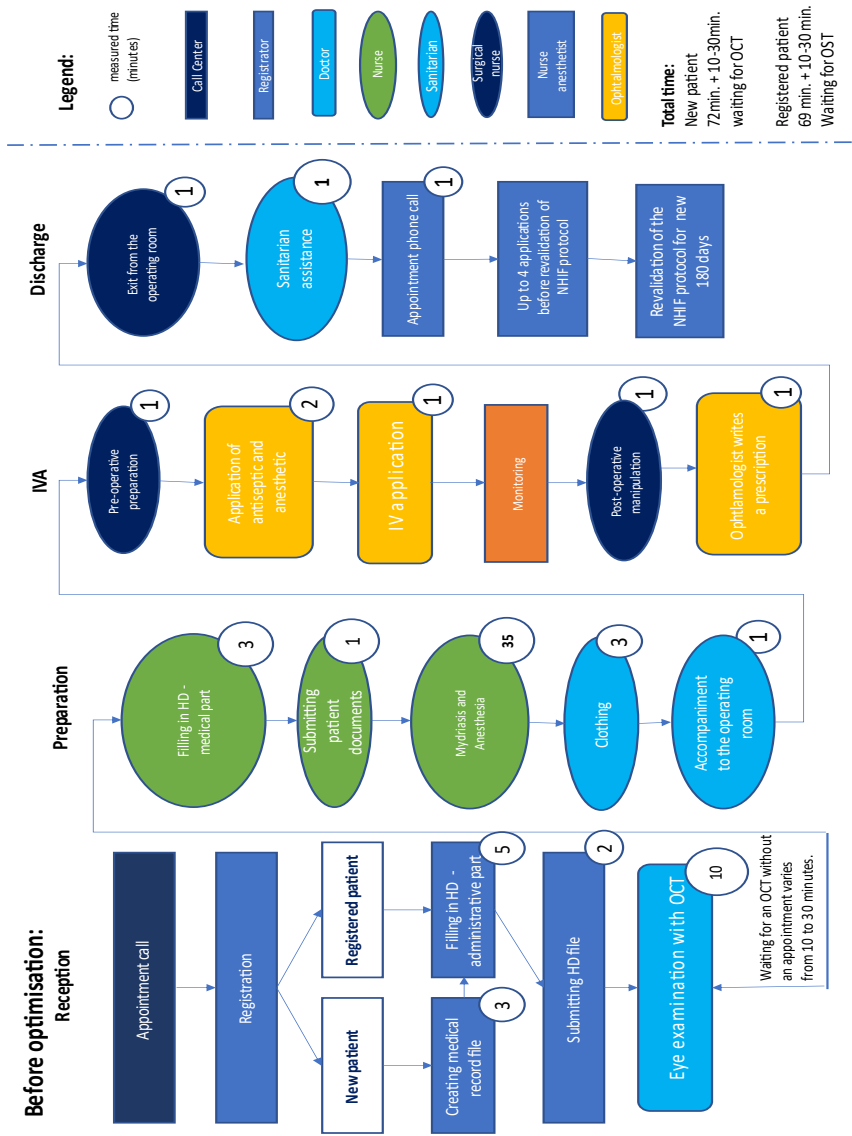 Before optimisation:
Reception
Appointment call
Registration
New patient
Registered patient
Creating medical
record file
3
Filling in HD -
administrative part
5
Submitting HD file
2
Eye examination with OCT
10
Waiting for an OCT without
an appointment varies
from 10 to 30 minutes.
Preparation
Filling in HD -
medical part
3
Submitting
patient
documents
1
Mydriasis and
Anesthesia
35
Clothing
3
Accompaniment
to the operating
room
1
IVA
Pre-operative
preparation
1
Application of
antiseptic and
anesthetic
2
IV application
1
Monitoring
Post-operative
manipulation
1
Ophtlamologist writes
a prescription
1
Discharge
Exit from the
operating room
1
Sanitarian
assistance
1
Appointment phone call
1
Up to 4 applications
before revalidation of
NHIF protocol
Revalidation of the
NHIF protocol for new
180 days
Legend:
measured time
(minutes)
Call Center
Registrator
Doctor
Nurse
Sanitarian
Surgical
nurse
Nurse
anesthetist
Ophtalmologist
Total time:
New patient
72min. + 10-30min.
waiting for OCT
Registered patient
69 min. + 10-30 min.
Waiting for OST